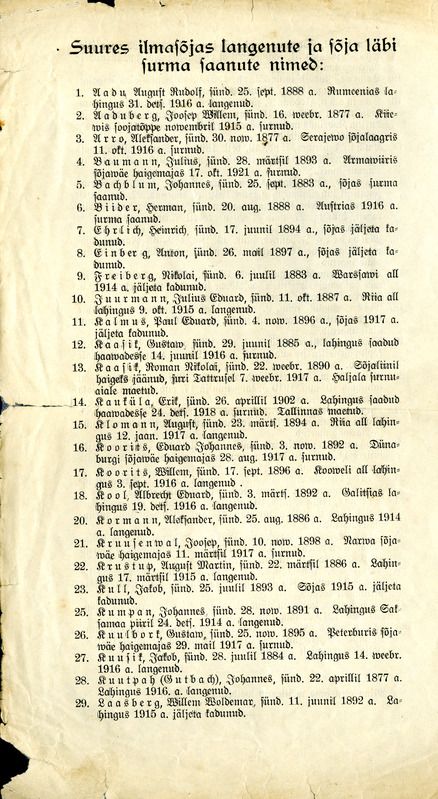 Suures ilmasõjas langenute ja sõja läbi
surma saanute nimed:
1. Aadu, August Rudolf, sünd. 25. sept. 1888 a. Rumeenias la-
hingus 31. dets. 1916 a. langenud.
2. Aaduberg, Joosep Willem, sünd. 16. weebr. 1877 a. Kiie-
wis soojatõppe nowembril 1915 a. surnud.
3. Arro, Aleksander, sünd. 30. now. 1877 a. Serajewo sõjalaagris
11. okt. 1916 a. surnud.
4. Baumann, Julius, sünd. 28. märtsil 1893 a. Armawiiris
sõjawäe haigemajas 17. okt. 1921 a. surnud.
5. Bachblum, Johannes, sünd. 25. sept. 1883 a., sõjas surma
saanud.
6. Biider, Herman, sünd. 20. aug. 1888 a. Austrias 1916 a.
surma saanud.
7. Ehrlich, Heinrich, sünd. 17. juunil 1894 a., sõjas jäljeta ka-
dunud.
8. Einberg, Anton, sünd. 26. mail 1897 a., sõjas jäljeta ka-
dunud.
9. Freiberg, Nikolai, sünd. 6. juulil 1883 a. Warsawi all
1914 a. jäljeta kadunud.
10. Juurmann, Julius Eduard, sünd. 11. okt. 1887 a. Riia all
lahingus 9. okt. 1915 a. langenud.
11. Kalmus, Paul Eduard, sünd. 4. now. 1896 a., sõjas 1917 a.
jäljeta kadunud.
12. Kaasik, Gustaw, sünd. 29. juunil 1885 a., lahingus saadud
haawadesse 14. juunil 1916 a. surnud.
13. Kaasik, Roman Nikolai, sünd. 22. weebr. 1890 a. Sõjaliinil
haigeks jäänud, suri Tattrusel 7. weebr. 1917 a. Haljala surnu-
aiale maetud.
14. Kauküla, Erik, sünd. 26. aprillil 1902 a. Lahingus saadud
haawadesse 24. dets. 1918 a. surnud. Tallinnas maetud.
15. Klomann, August, sünd. 23. märts. 1894 a. Riia all lahin-
gus 12. jaan. 1917 a. langenud.
16. Koorits, Eduard Johannes, sünd. 3. now. 1892 a. Düna-
burgi sõjawäe haigemajas 28. aug. 1917 a. surnud.
17. Koorits, Willem, sünd. 17. sept. 1896 a. Kooweli all lahin-
gus 3. sept. 1916 a. langenud .
18. Kool, Albrecht Eduard, sünd. 3. märts. 1892 a. Galitsias la-
hingus 19. dets. 1916 a. langenud.
20. Kormann, Aleksander, sünd. 25. aug. 1886 a. Lahingus 1914
a. langenud.
21. Kruusenwal, Joosep, sünd. 10. now. 1898 a. Narwa sõja-
wäe haigemajas 11. märtsil 1917 a. surnud.
22. Krustup, August Martin, sünd. 22. märtsil 1886 a. Lahin-
gus 17. märtsil 1915 a. langenud.
23. Kull, Jakob, sünd. 25. juulil 1893 a. Sõjas 1915 a. jäljeta
kadunud.
25. Kumpan, Johannes, sünd. 28. now. 1891 a. Lahingus Sak-
samaa piiril 24. dets. 1914 a. langenud.
26. Kuulbork, Gustaw, sünd. 25. now. 1895 a. Peterburis sõja-
wäe haigemajas 29. mail 1917 a. surnud.
27. Kuusik, Jakob, sünd. 28. juulil 1884 a. Lahingus 14. weebr.
1916 a. langenud.
28. Kuutpah (Gutbach), Johannes, sünd. 22. aprillil 1877 a.
Lahingus 1916. a. langenud.
29. Laasberg, Willem Woldemar, sünd. 11. juunil 1892 a. La-
hingus 1915 a. jäljeta kadunud.